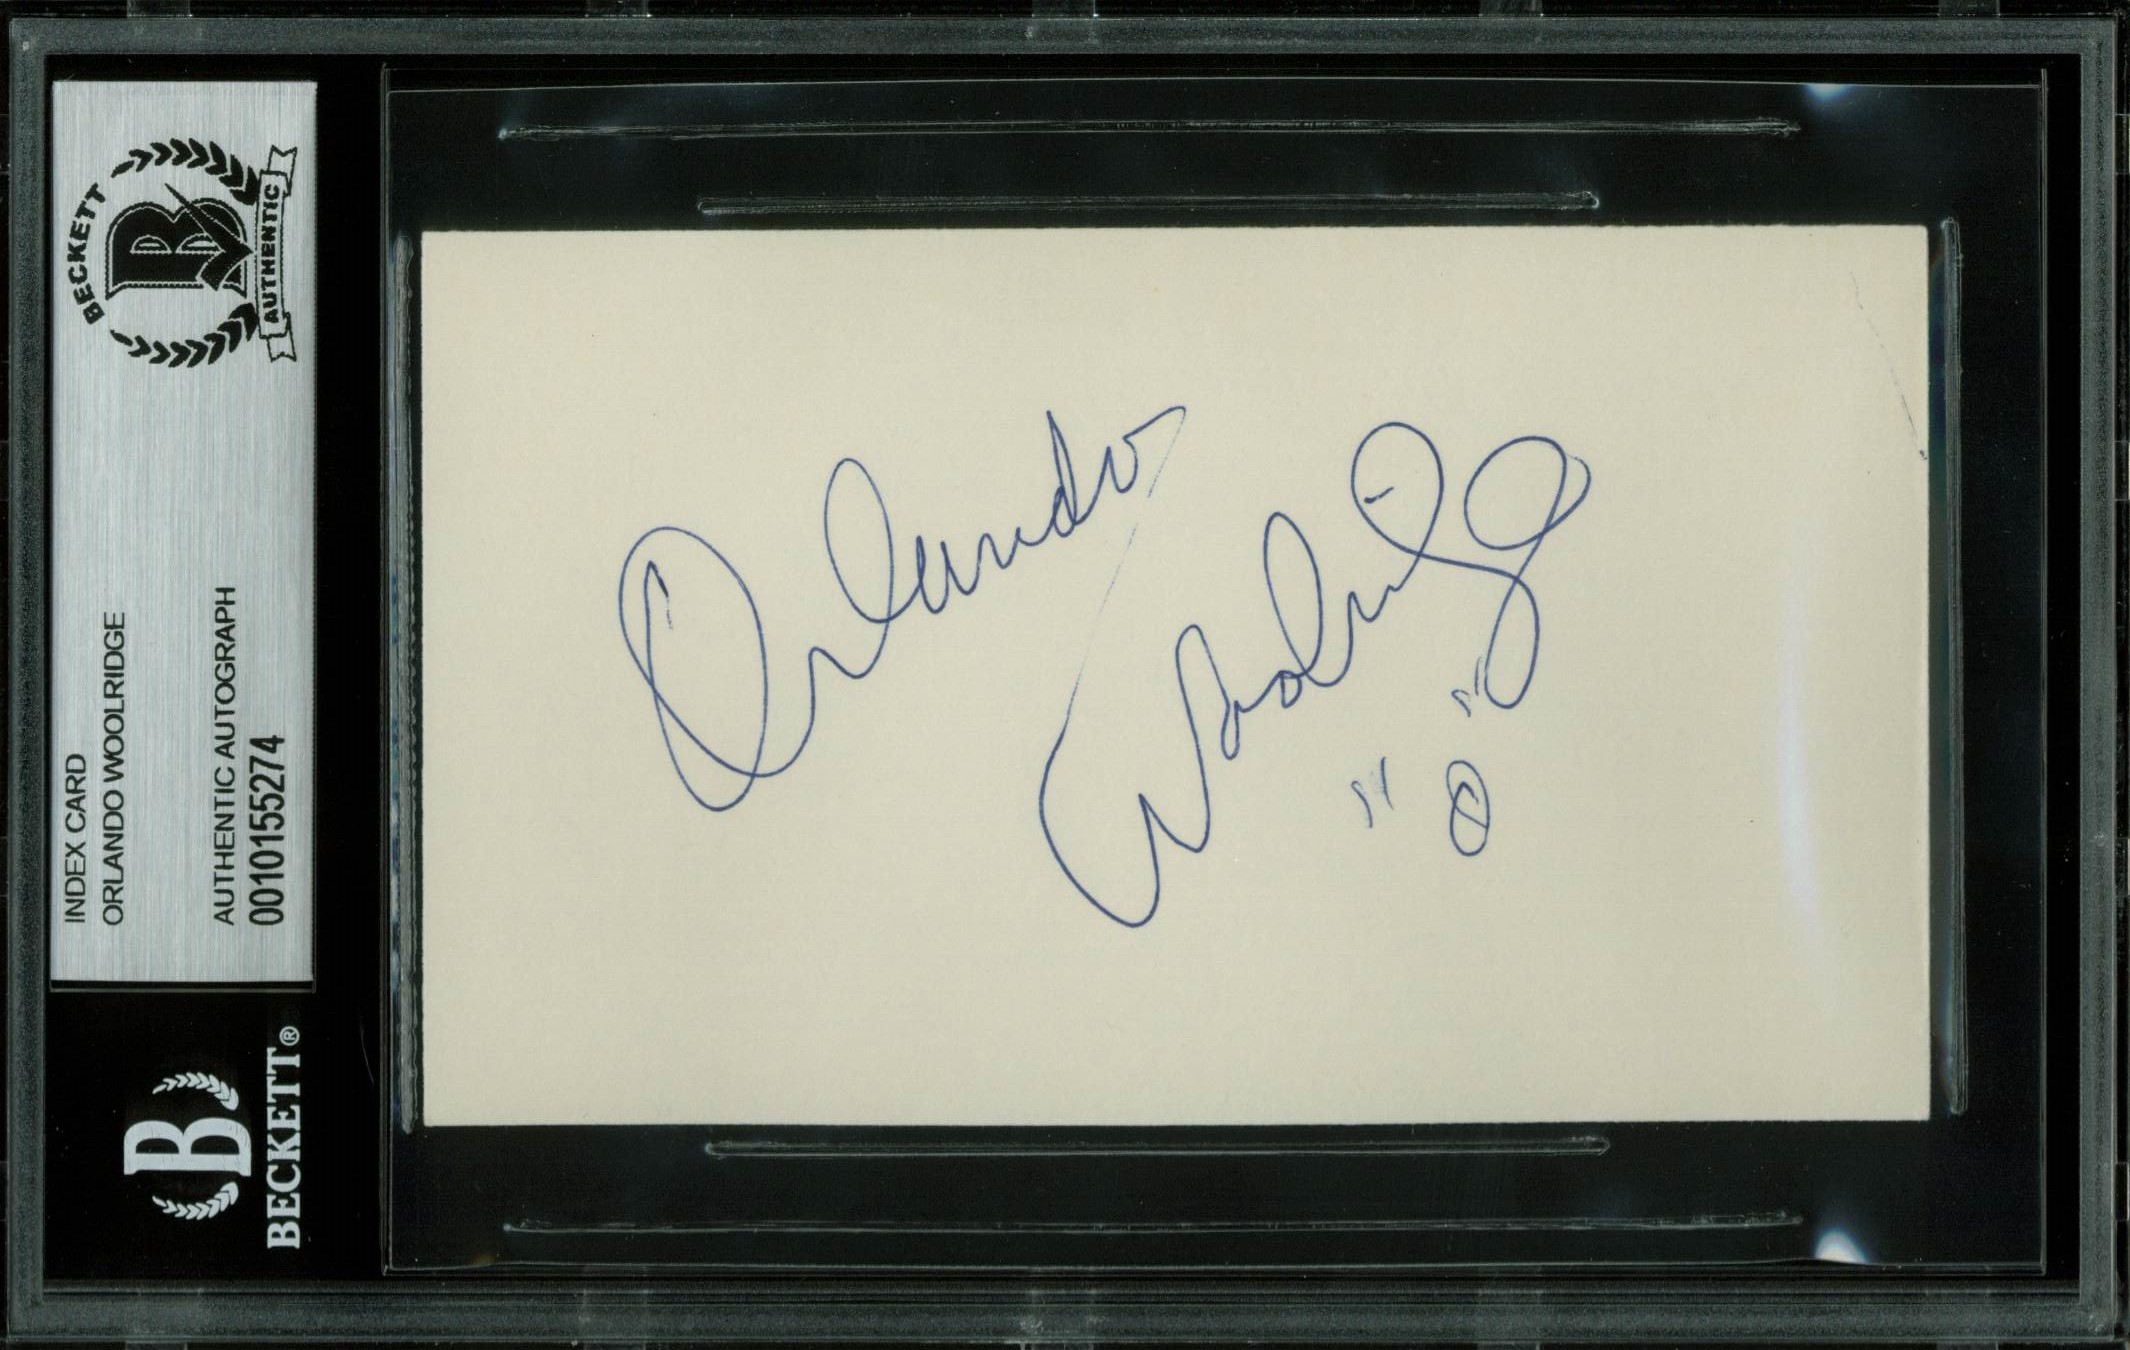 BECKETT
AUTHENTIC
B
INDEX CARD
ORLANDO WOOLRIDGE
AUTHENTIC AUTOGRAPH
0010155274
B
BECKETT®
Orlando
Woolridge
" 0 "